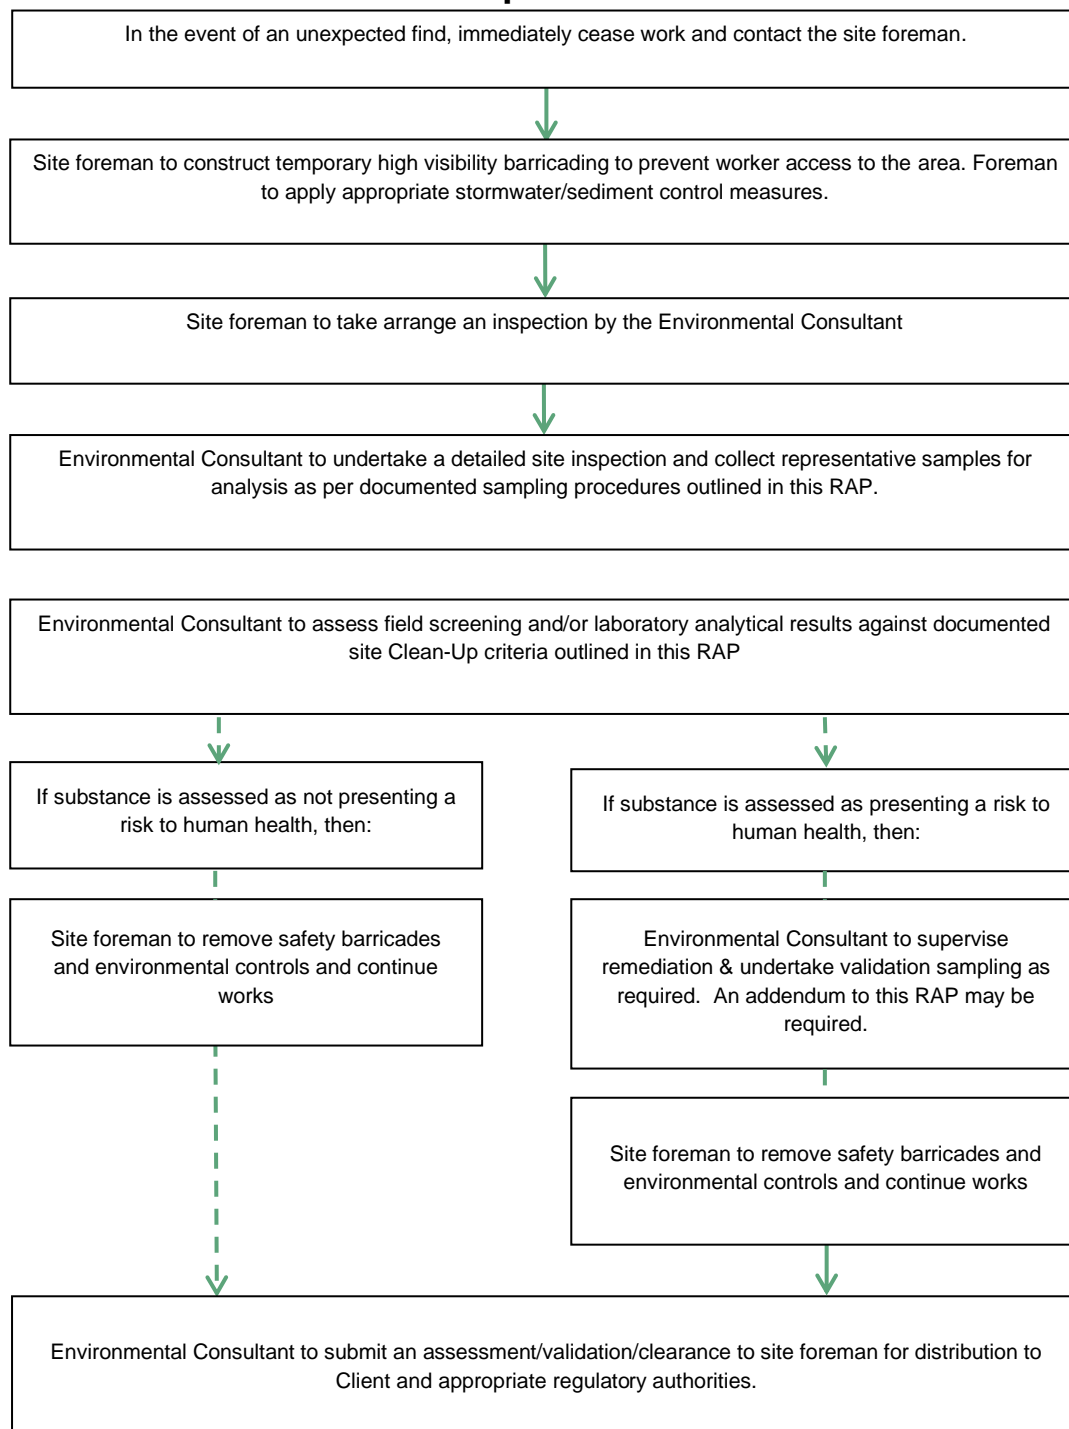 In the event of an unexpected find, immediately cease work and contact the site foreman.
Site foreman to construct temporary high visibility barricading to prevent worker access to the area. Foreman
to apply appropriate stormwater/sediment control measures.
Site foreman to take arrange an inspection by the Environmental Consultant
Environmental Consultant to undertake a detailed site inspection and collect representative samples for
analysis as per documented sampling procedures outlined in this RAP.
Environmental Consultant to assess field screening and/or laboratory analytical results against documented
site Clean-Up criteria outlined in this RAP
If substance is assessed as not presenting a
risk to human health, then:
Site foreman to remove safety barricades
and environmental controls and continue
works
If substance is assessed as presenting a risk to
human health, then:
Environmental Consultant to supervise
remediation & undertake validation sampling as
required.  An addendum to this RAP may be
required.
Site foreman to remove safety barricades and
environmental controls and continue works
Environmental Consultant to submit an assessment/validation/clearance to site foreman for distribution to
Client and appropriate regulatory authorities.